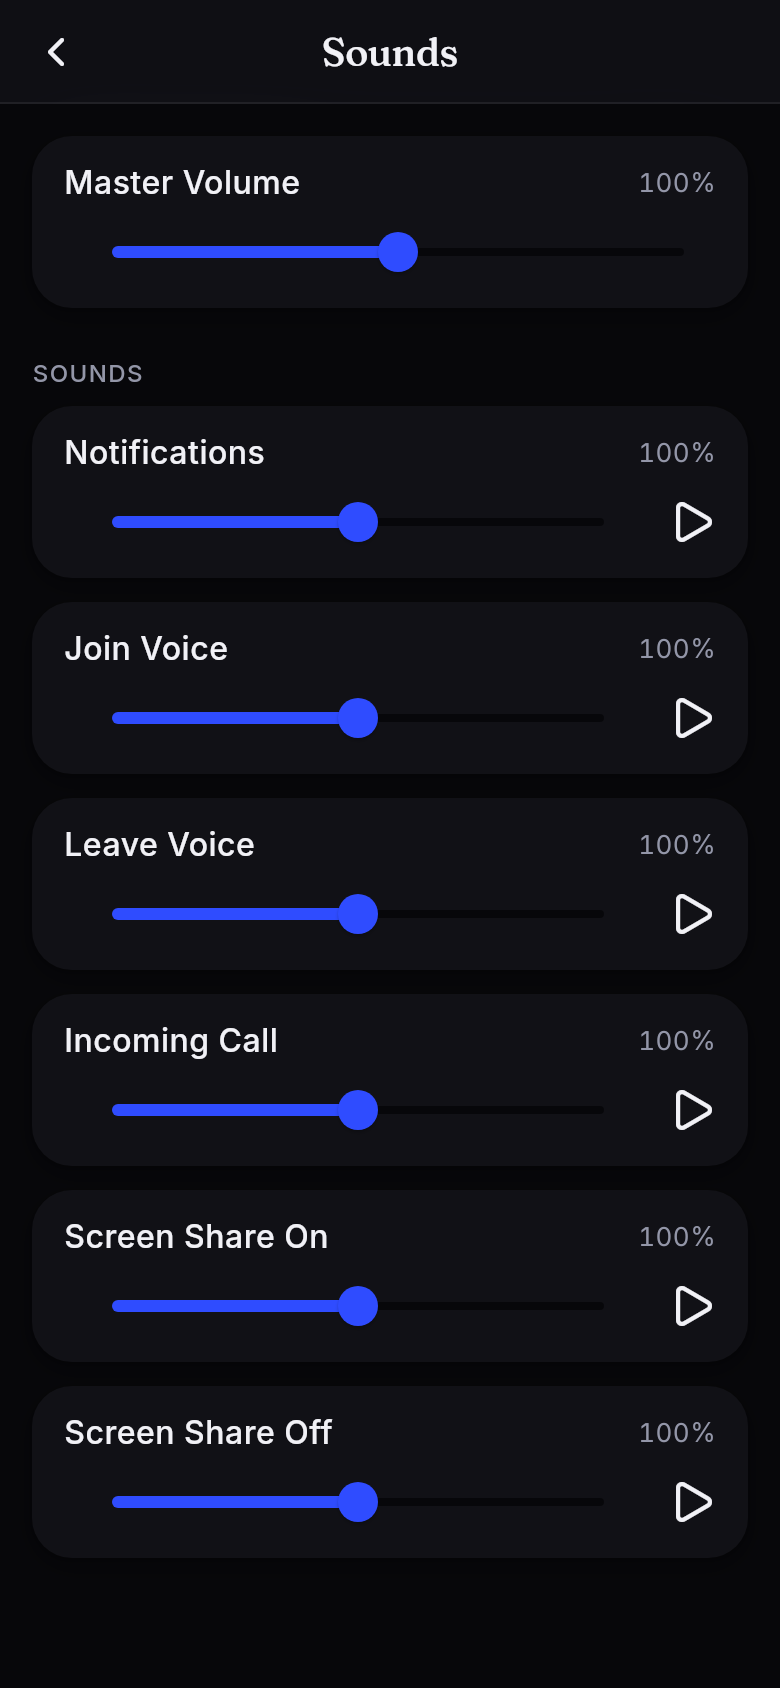 Sounds
Master Volume 100%
SOUNDS
Notifications 100%
Join Voice 100%
Leave Voice 100%
Incoming Call 100%
Screen Share On 100%
Screen Share Off 100%